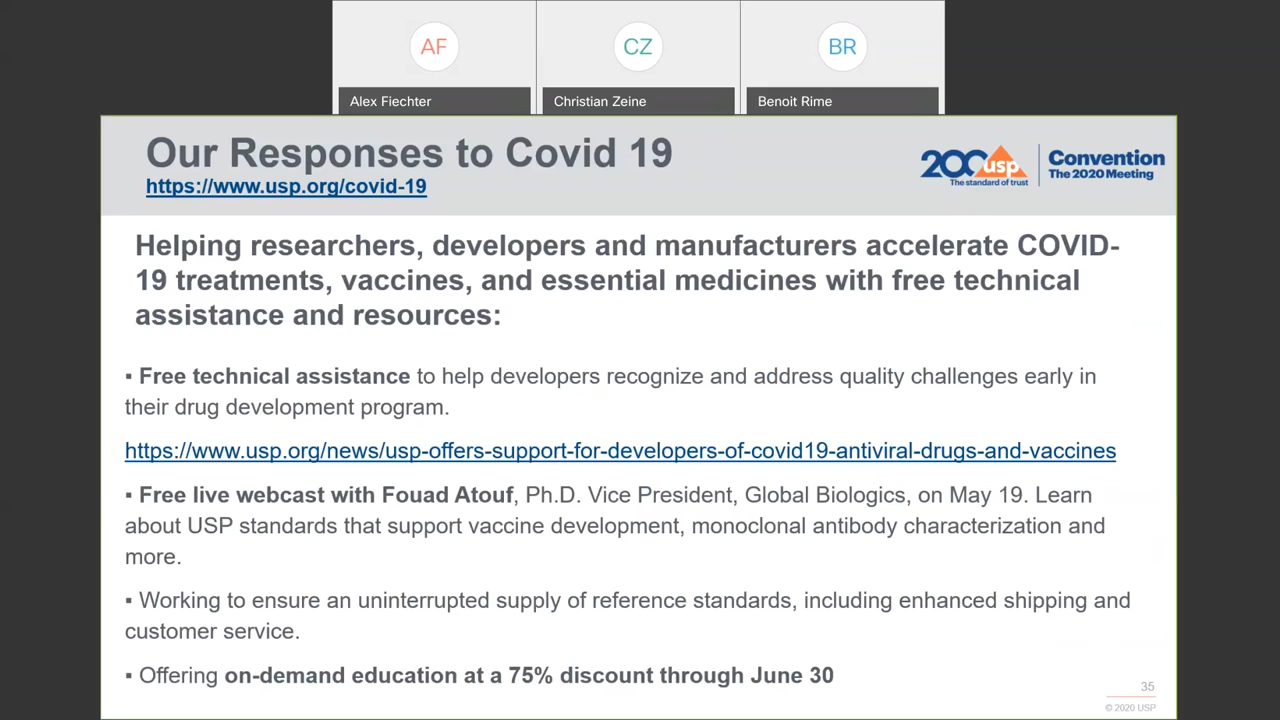 AF
CZ
BR
Alex Fiechter
Christian Zeine
Benoit Rime
Our Responses to Covid 19
https://www.usp.org/covid-19
200 usp
The standard of trust
Convention
The 2020 Meeting
Helping researchers, developers and manufacturers accelerate COVID-
19 treatments, vaccines, and essential medicines with free technical
assistance and resources:
▪ Free technical assistance to help developers recognize and address quality challenges early in
their drug development program.
https://www.usp.org/news/usp-offers-support-for-developers-of-covid19-antiviral-drugs-and-vaccines
▪ Free live webcast with Fouad Atouf, Ph.D. Vice President, Global Biologics, on May 19. Learn
about USP standards that support vaccine development, monoclonal antibody characterization and
more.
▪ Working to ensure an uninterrupted supply of reference standards, including enhanced shipping and
customer service.
▪ Offering on-demand education at a 75% discount through June 30
35
© 2020 USP